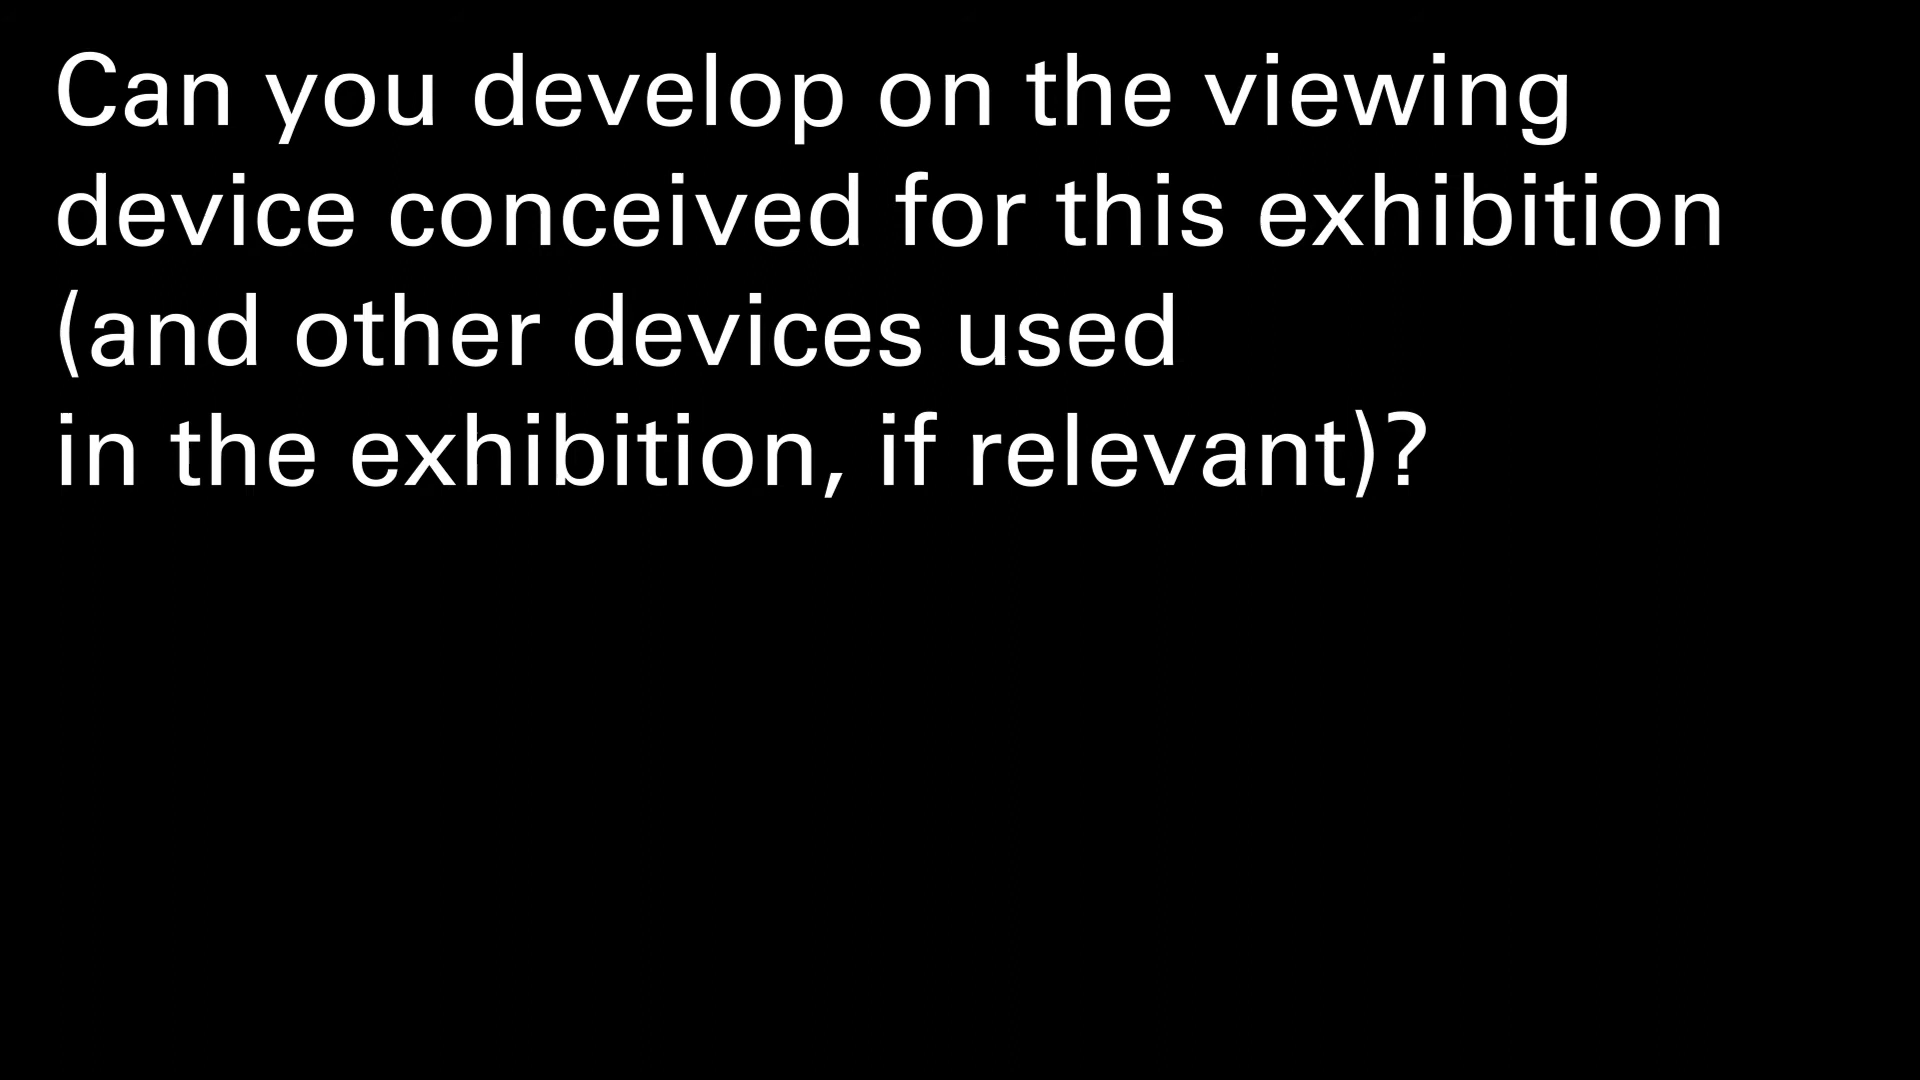 Can you develop on the viewing
device conceived for this exhibition
(and other devices used
in the exhibition, if relevant)?